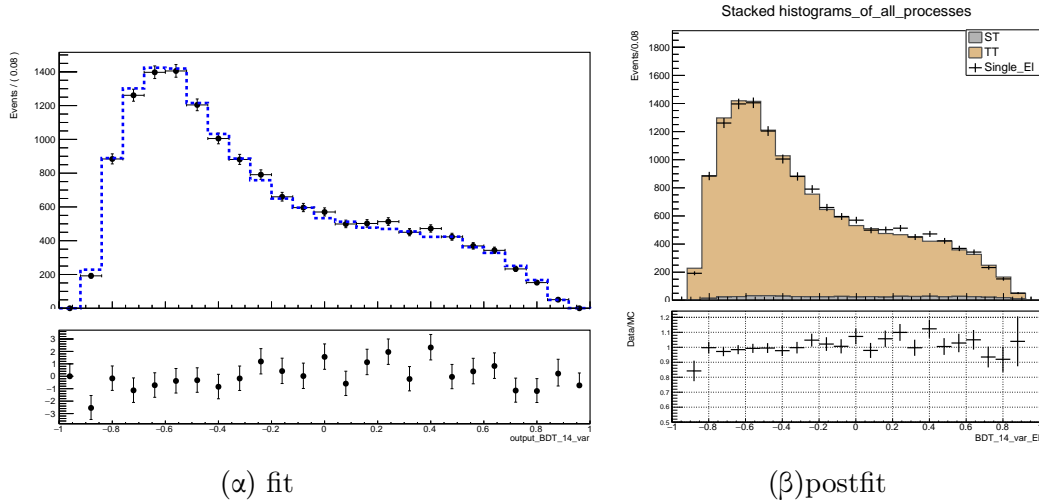 Stacked histograms_of_all_processes
Events / ( 0.08 )
1400
1200
1000
800
600
400
200
0
3
2
1
0
−1
−2
−3
−1 −0.8 −0.6 −0.4 −0.2 0 0.2 0.4 0.6 0.8 1
output_BDT_14_var
Events/0.08
1800
1600
1400
1200
1000
800
600
400
200
0
ST
TT
Single_El
Data/MC
1.2
1.1
1
0.9
0.8
0.7
0.6
0.5
−1 −0.8 −0.6 −0.4 −0.2 0 0.2 0.4 0.6 0.8 1
BDT_14_var_El
(α) fit
(β)postfit